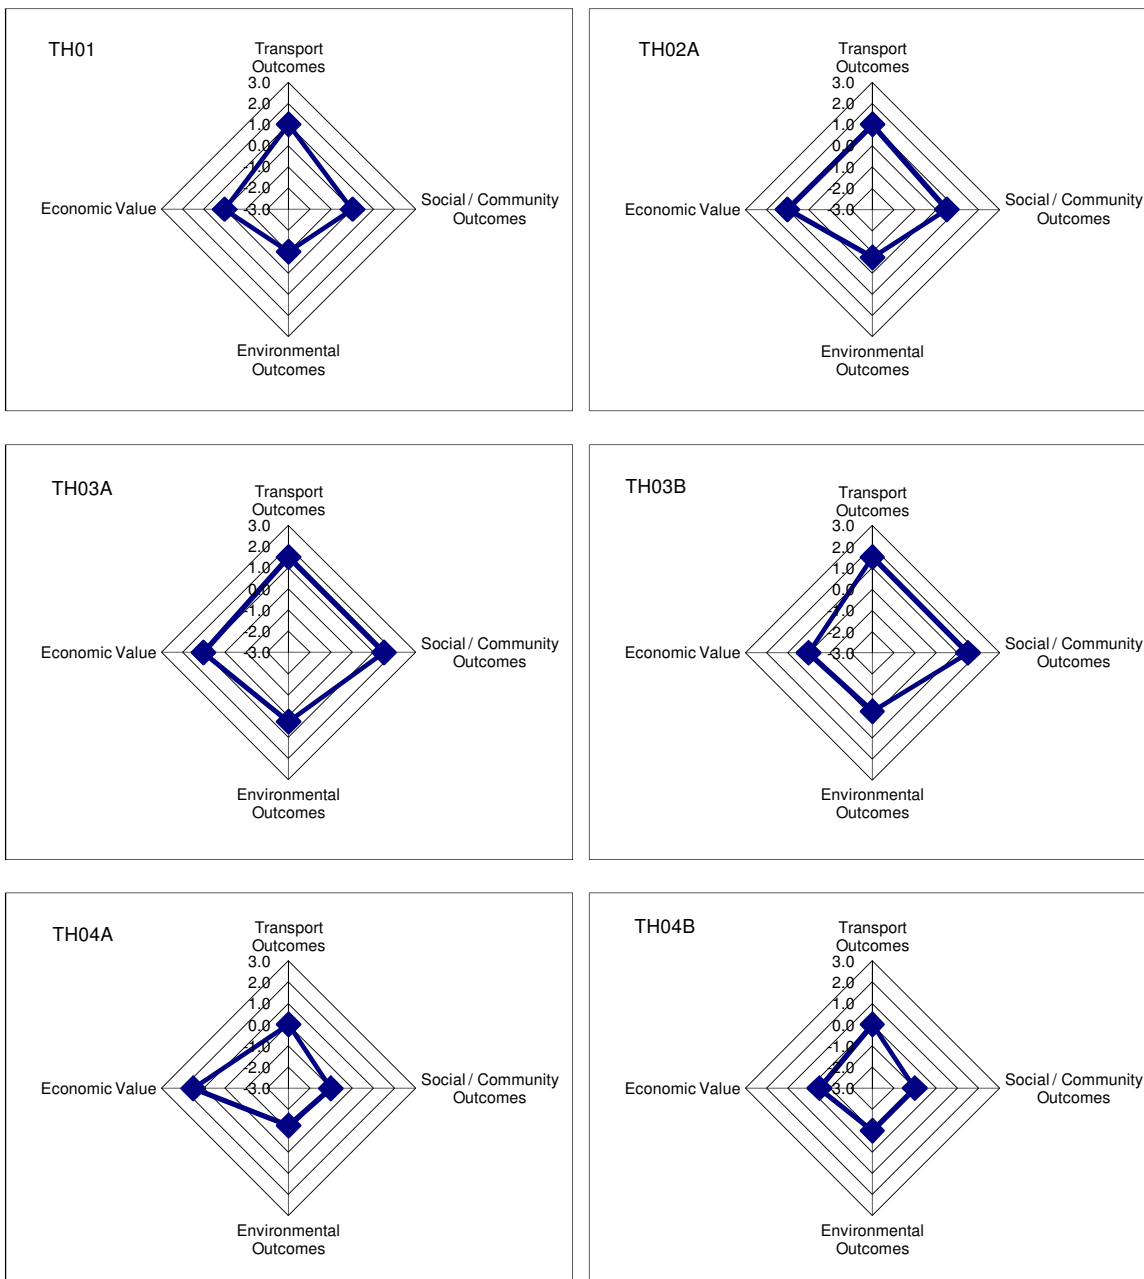 TH01
Transport
Outcomes
3.0
2.0
1.0
0.0
-1.0
-2.0
-3.0
Economic Value
Social / Community
Outcomes
Environmental
Outcomes
TH02A
Transport
Outcomes
3.0
2.0
1.0
0.0
-1.0
-2.0
-3.0
Economic Value
Social / Community
Outcomes
Environmental
Outcomes
TH03A
Transport
Outcomes
3.0
2.0
1.0
0.0
-1.0
-2.0
-3.0
Economic Value
Social / Community
Outcomes
Environmental
Outcomes
TH03B
Transport
Outcomes
3.0
2.0
1.0
0.0
-1.0
-2.0
-3.0
Economic Value
Social / Community
Outcomes
Environmental
Outcomes
TH04A
Transport
Outcomes
3.0
2.0
1.0
0.0
-1.0
-2.0
-3.0
Economic Value
Social / Community
Outcomes
Environmental
Outcomes
TH04B
Transport
Outcomes
3.0
2.0
1.0
0.0
-1.0
-2.0
-3.0
Economic Value
Social / Community
Outcomes
Environmental
Outcomes